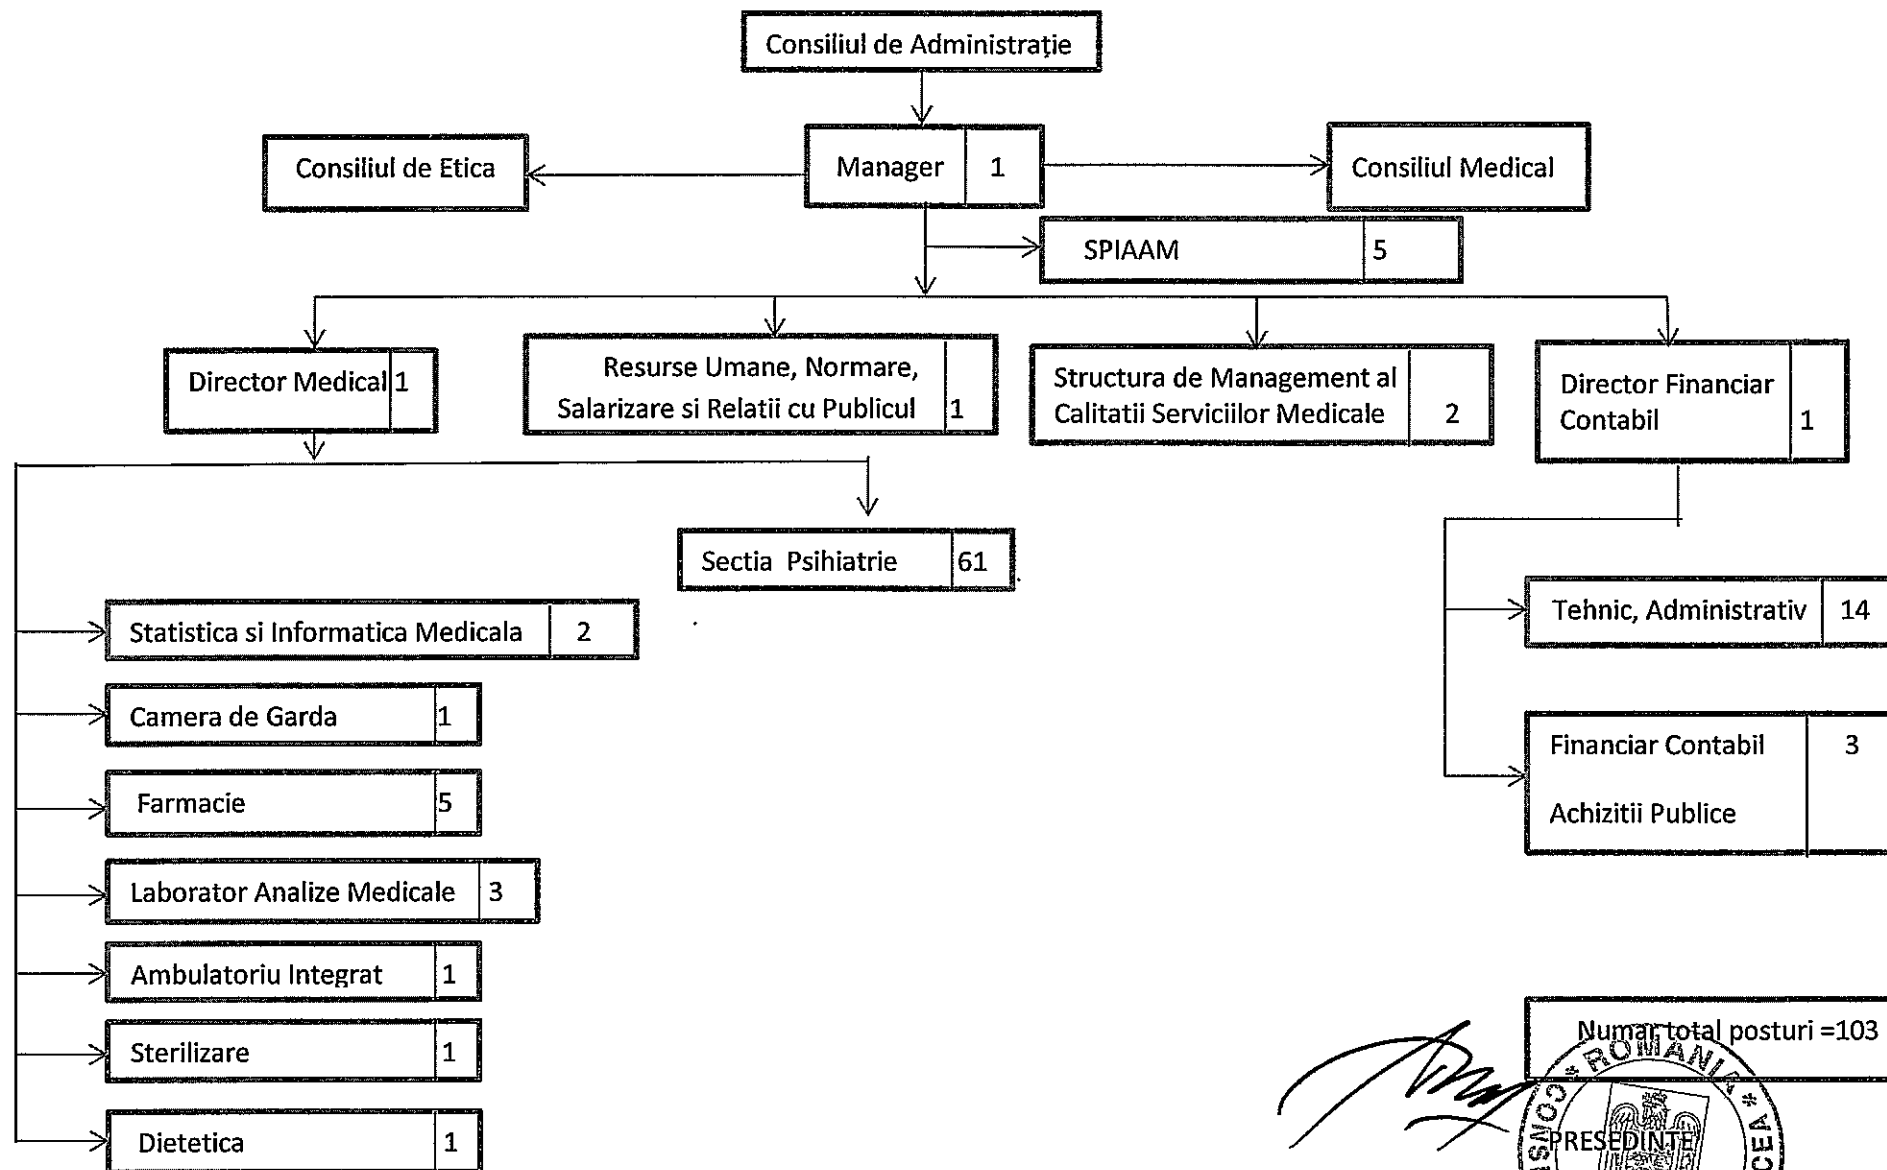 Consiliul de Administrație
Consiliul de Etica
Manager 1
Consiliul Medical
SPIAAM 5
Director Medical 1
Resurse Umane, Normare,
Salarizare si Relatii cu Publicul 1
Structura de Management al
Calitatii Serviciilor Medicale 2
Director Financiar
Contabil 1
Sectia Psihiatrie 61
Statistica si Informatica Medicala 2
Camera de Garda 1
Farmacie 5
Laborator Analize Medicale 3
Ambulatoriu Integrat 1
Sterilizare 1
Dietetica 1
Tehnic, Administrativ 14
Financiar Contabil 3
Achizitii Publice
Numar total posturi =103
* ROMANIA *
PRESEDINTE